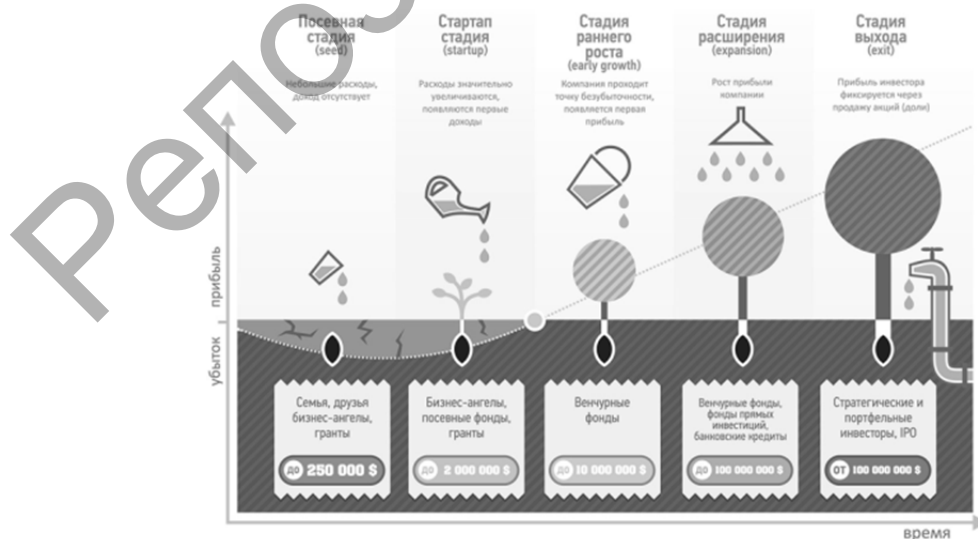 Репоз
Посевная
стадия
(seed)
Небольшие расходы,
доход отсутствует
Стартап
стадия
(startup)
Расходы значительно
увеличиваются,
появляются первые
доходы
Стадия
раннего
роста
(early growth)
Компания проходит
точку безубыточности,
появляется первая
прибыль
Стадия
расширения
(expansion)
Рост прибыли
компании
Стадия
выхода
(exit)
Прибыль инвестора
фиксируется через
продажу акций (доли)
прибыль
убыток
Семья, друзья
бизнес-ангелы,
гранты
до 250 000 $
Бизнес-ангелы,
посевные фонды,
гранты
до 2 000 000 $
Венчурные
фонды
до 10 000 000 $
Венчурные фонды,
фонды прямых
инвестиций,
банковские кредиты
до 100 000 000 $
Стратегические и
портфельные
инвесторы, IPO
от 100 000 000 $
время